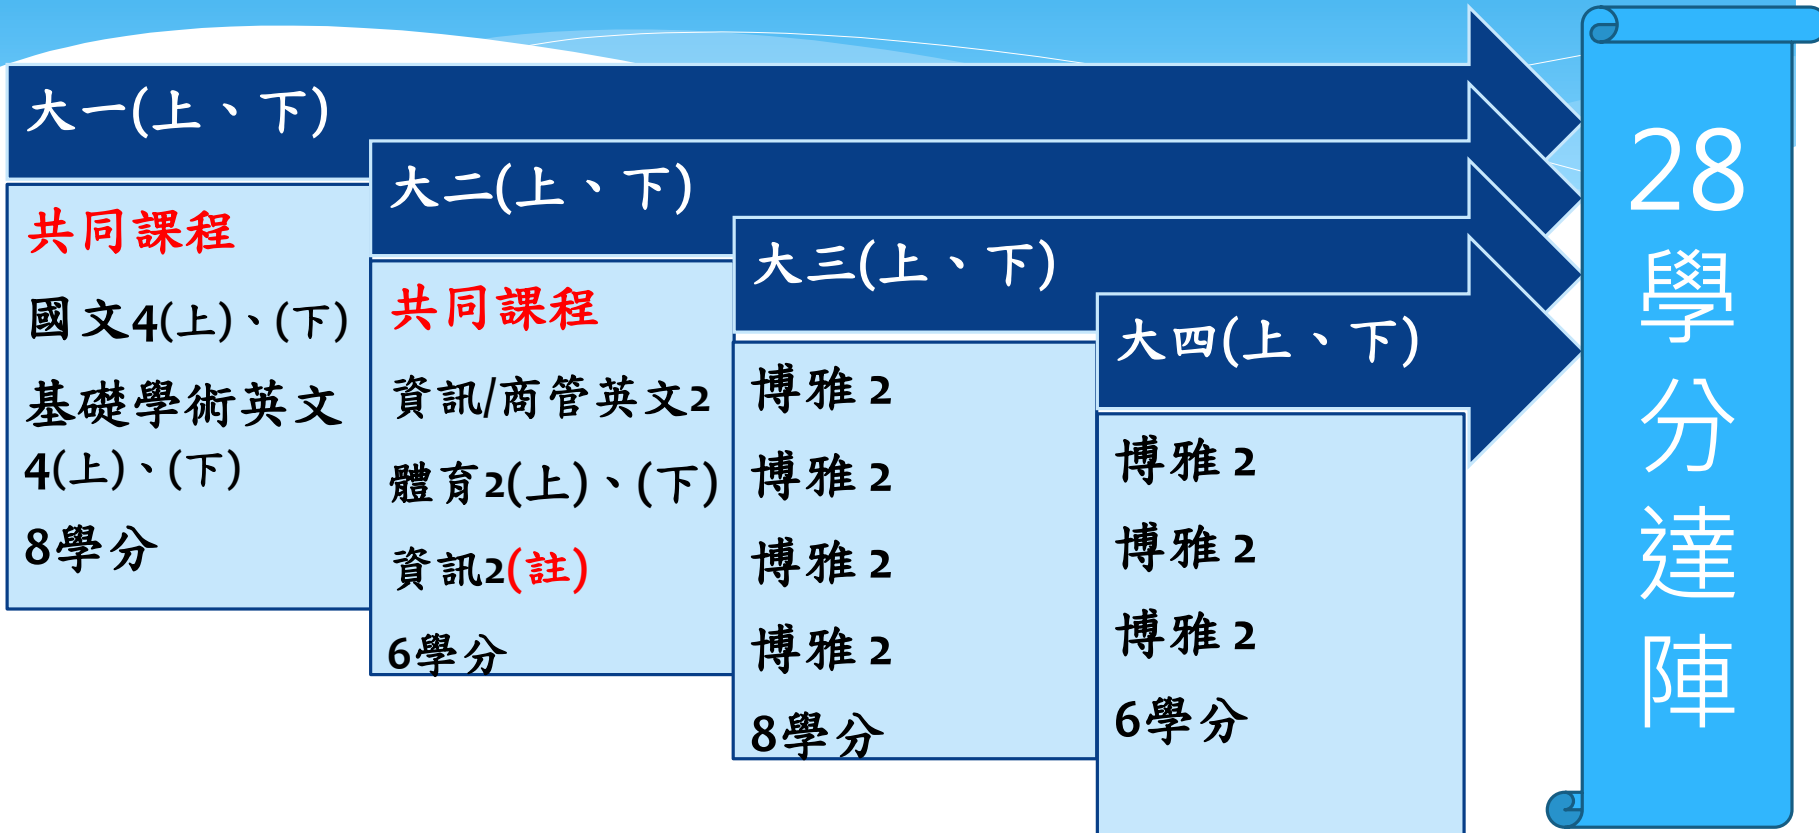 大一(上、下)
共同課程
國文4(上)、(下)
基礎學術英文
4(上)、(下)
8學分
大二(上、下)
共同課程
資訊/商管英文2
體育2(上)、(下)
資訊2(註)
6學分
大三(上、下)
博雅 2
博雅 2
博雅 2
博雅 2
8學分
大四(上、下)
博雅 2
博雅 2
博雅 2
6學分
28
學
分
達
陣